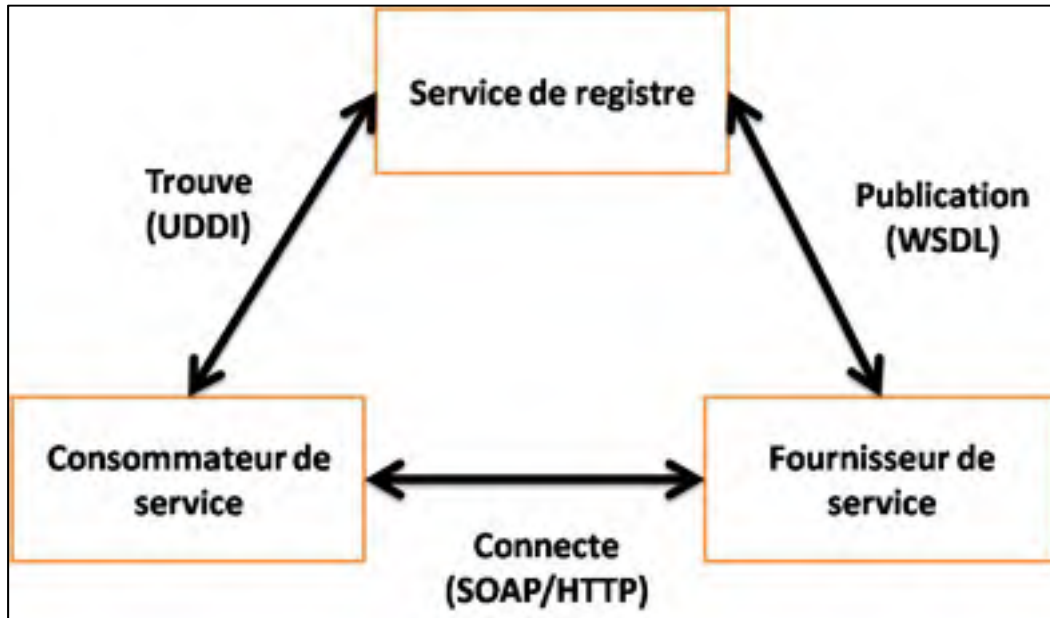 Service de registre
Trouve
(UDDI)
Publication
(WSDL)
Consommateur de
service
Fournisseur de
service
Connecte
(SOAP/HTTP)